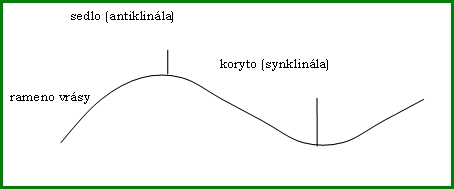 sedlo (antiklinála)
koryto (synklinála)
rameno vrásy